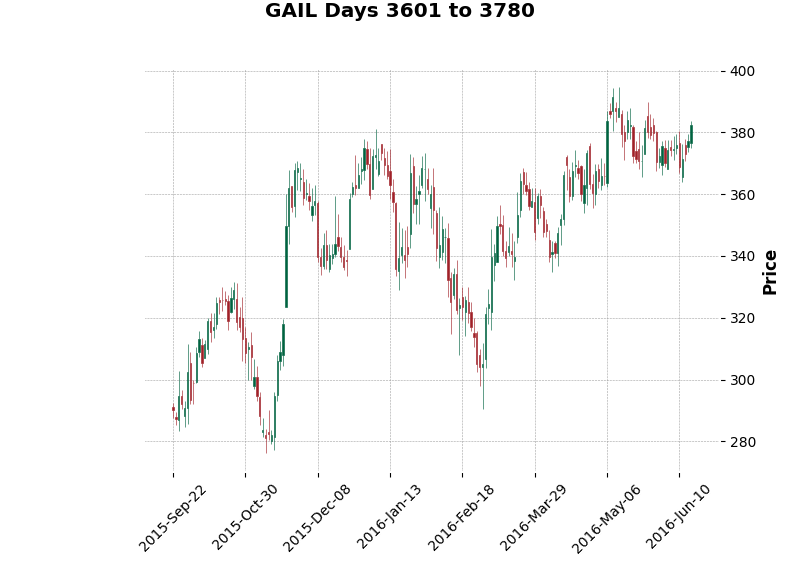 GAIL Days 3601 to 3780
400
380
360
340
320
300
280
Price
2015-Sep-22
2015-Oct-30
2015-Dec-08
2016-Jan-13
2016-Feb-18
2016-Mar-29
2016-May-06
2016-Jun-10